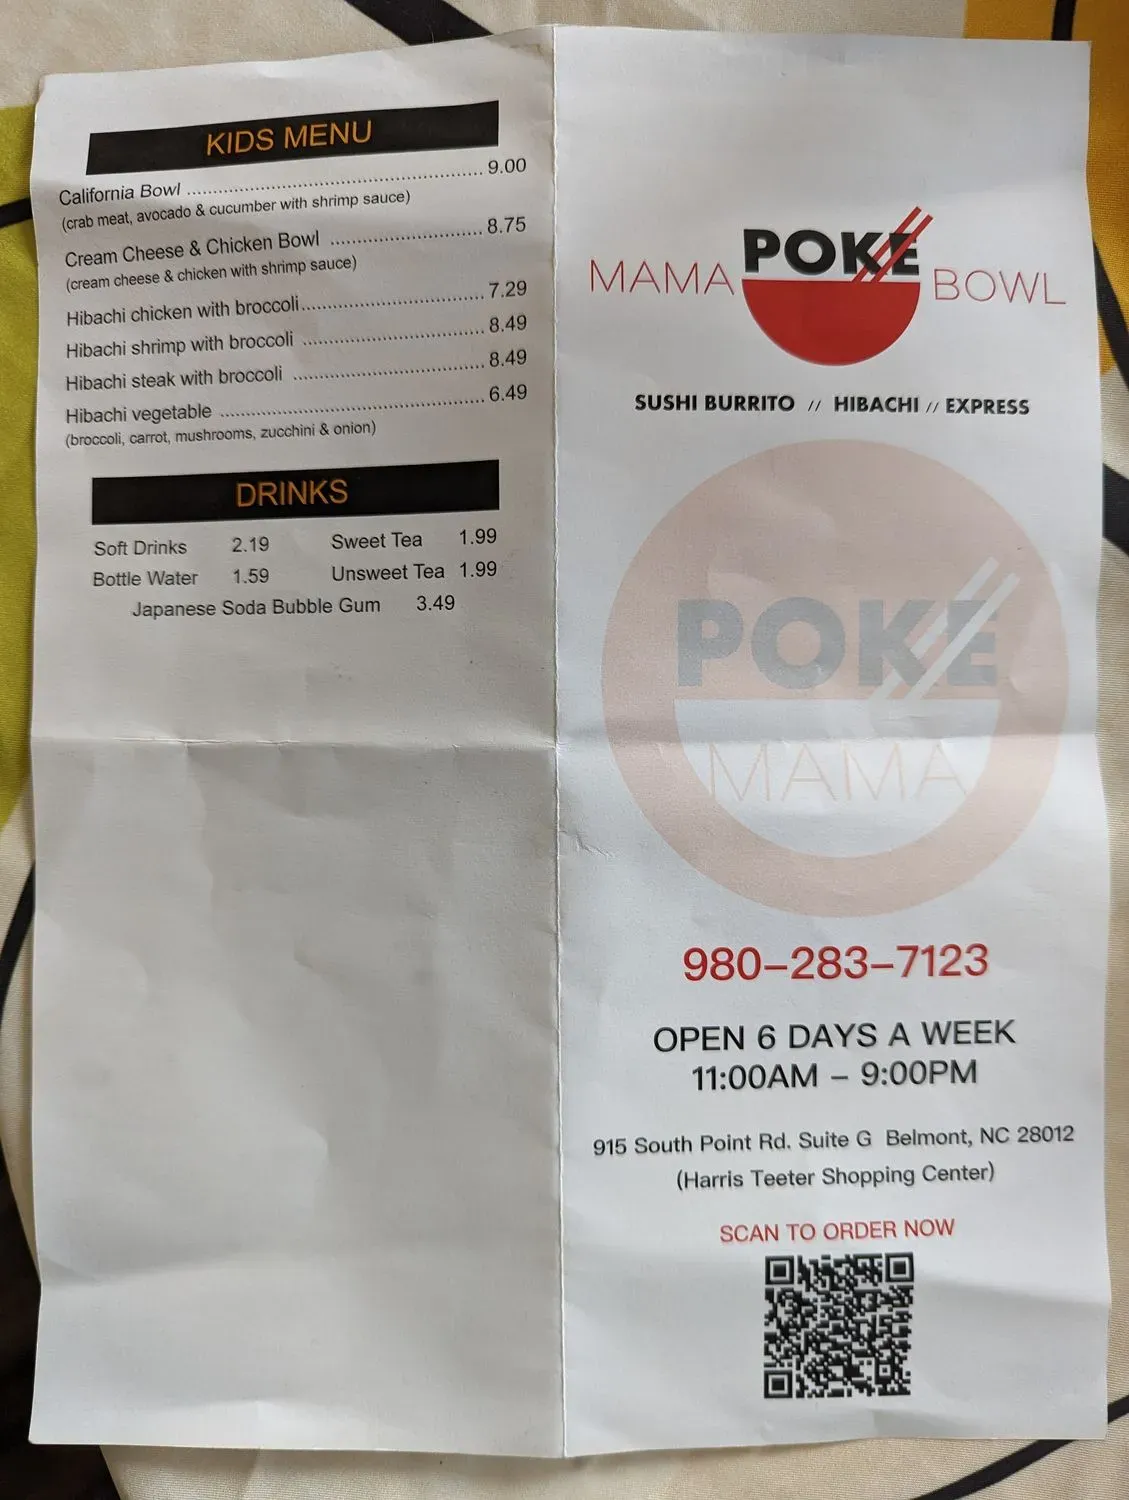 KIDS MENU
California Bowl ........ 9.00
(crab meat, avocado & cucumber with shrimp sauce)
Cream Cheese & Chicken Bowl ........ 8.75
(cream cheese & chicken with shrimp sauce)
Hibachi chicken with broccoli........ 7.29
Hibachi shrimp with broccoli ........ 8.49
Hibachi steak with broccoli ........ 8.49
Hibachi vegetable ........ 6.49
(broccoli, carrot, mushrooms, zucchini & onion)
DRINKS
Soft Drinks 2.19 Sweet Tea 1.99
Bottle Water 1.59 Unsweet Tea 1.99
Japanese Soda Bubble Gum 3.49
MAMA POKE BOWL
SUSHI BURRITO // HIBACHI // EXPRESS
POKE
MAMA
980-283-7123
OPEN 6 DAYS A WEEK
11:00AM – 9:00PM
915 South Point Rd. Suite G Belmont, NC 28012
(Harris Teeter Shopping Center)
SCAN TO ORDER NOW